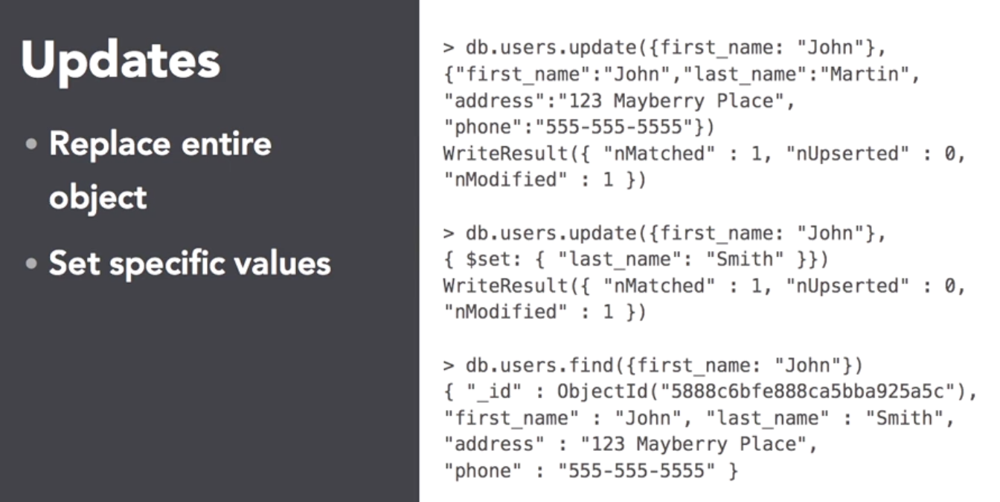 Updates
Replace entire
object
Set specific values
> db.users.update({first_name: "John"},
{"first_name":"John","last_name":"Martin",
"address":"123 Mayberry Place",
"phone":"555-555-5555"})
WriteResult({ "nMatched" : 1, "nUpserted" : 0,
"nModified" : 1 })
> db.users.update({first_name: "John"},
{ $set: { "last_name": "Smith" }})
WriteResult({ "nMatched" : 1, "nUpserted" : 0,
"nModified" : 1 })
> db.users.find({first_name: "John"})
{ "_id" : ObjectId("5888c6bfe888ca5bba925a5c"),
"first_name" : "John", "last_name" : "Smith",
"address" : "123 Mayberry Place",
"phone" : "555-555-5555" }